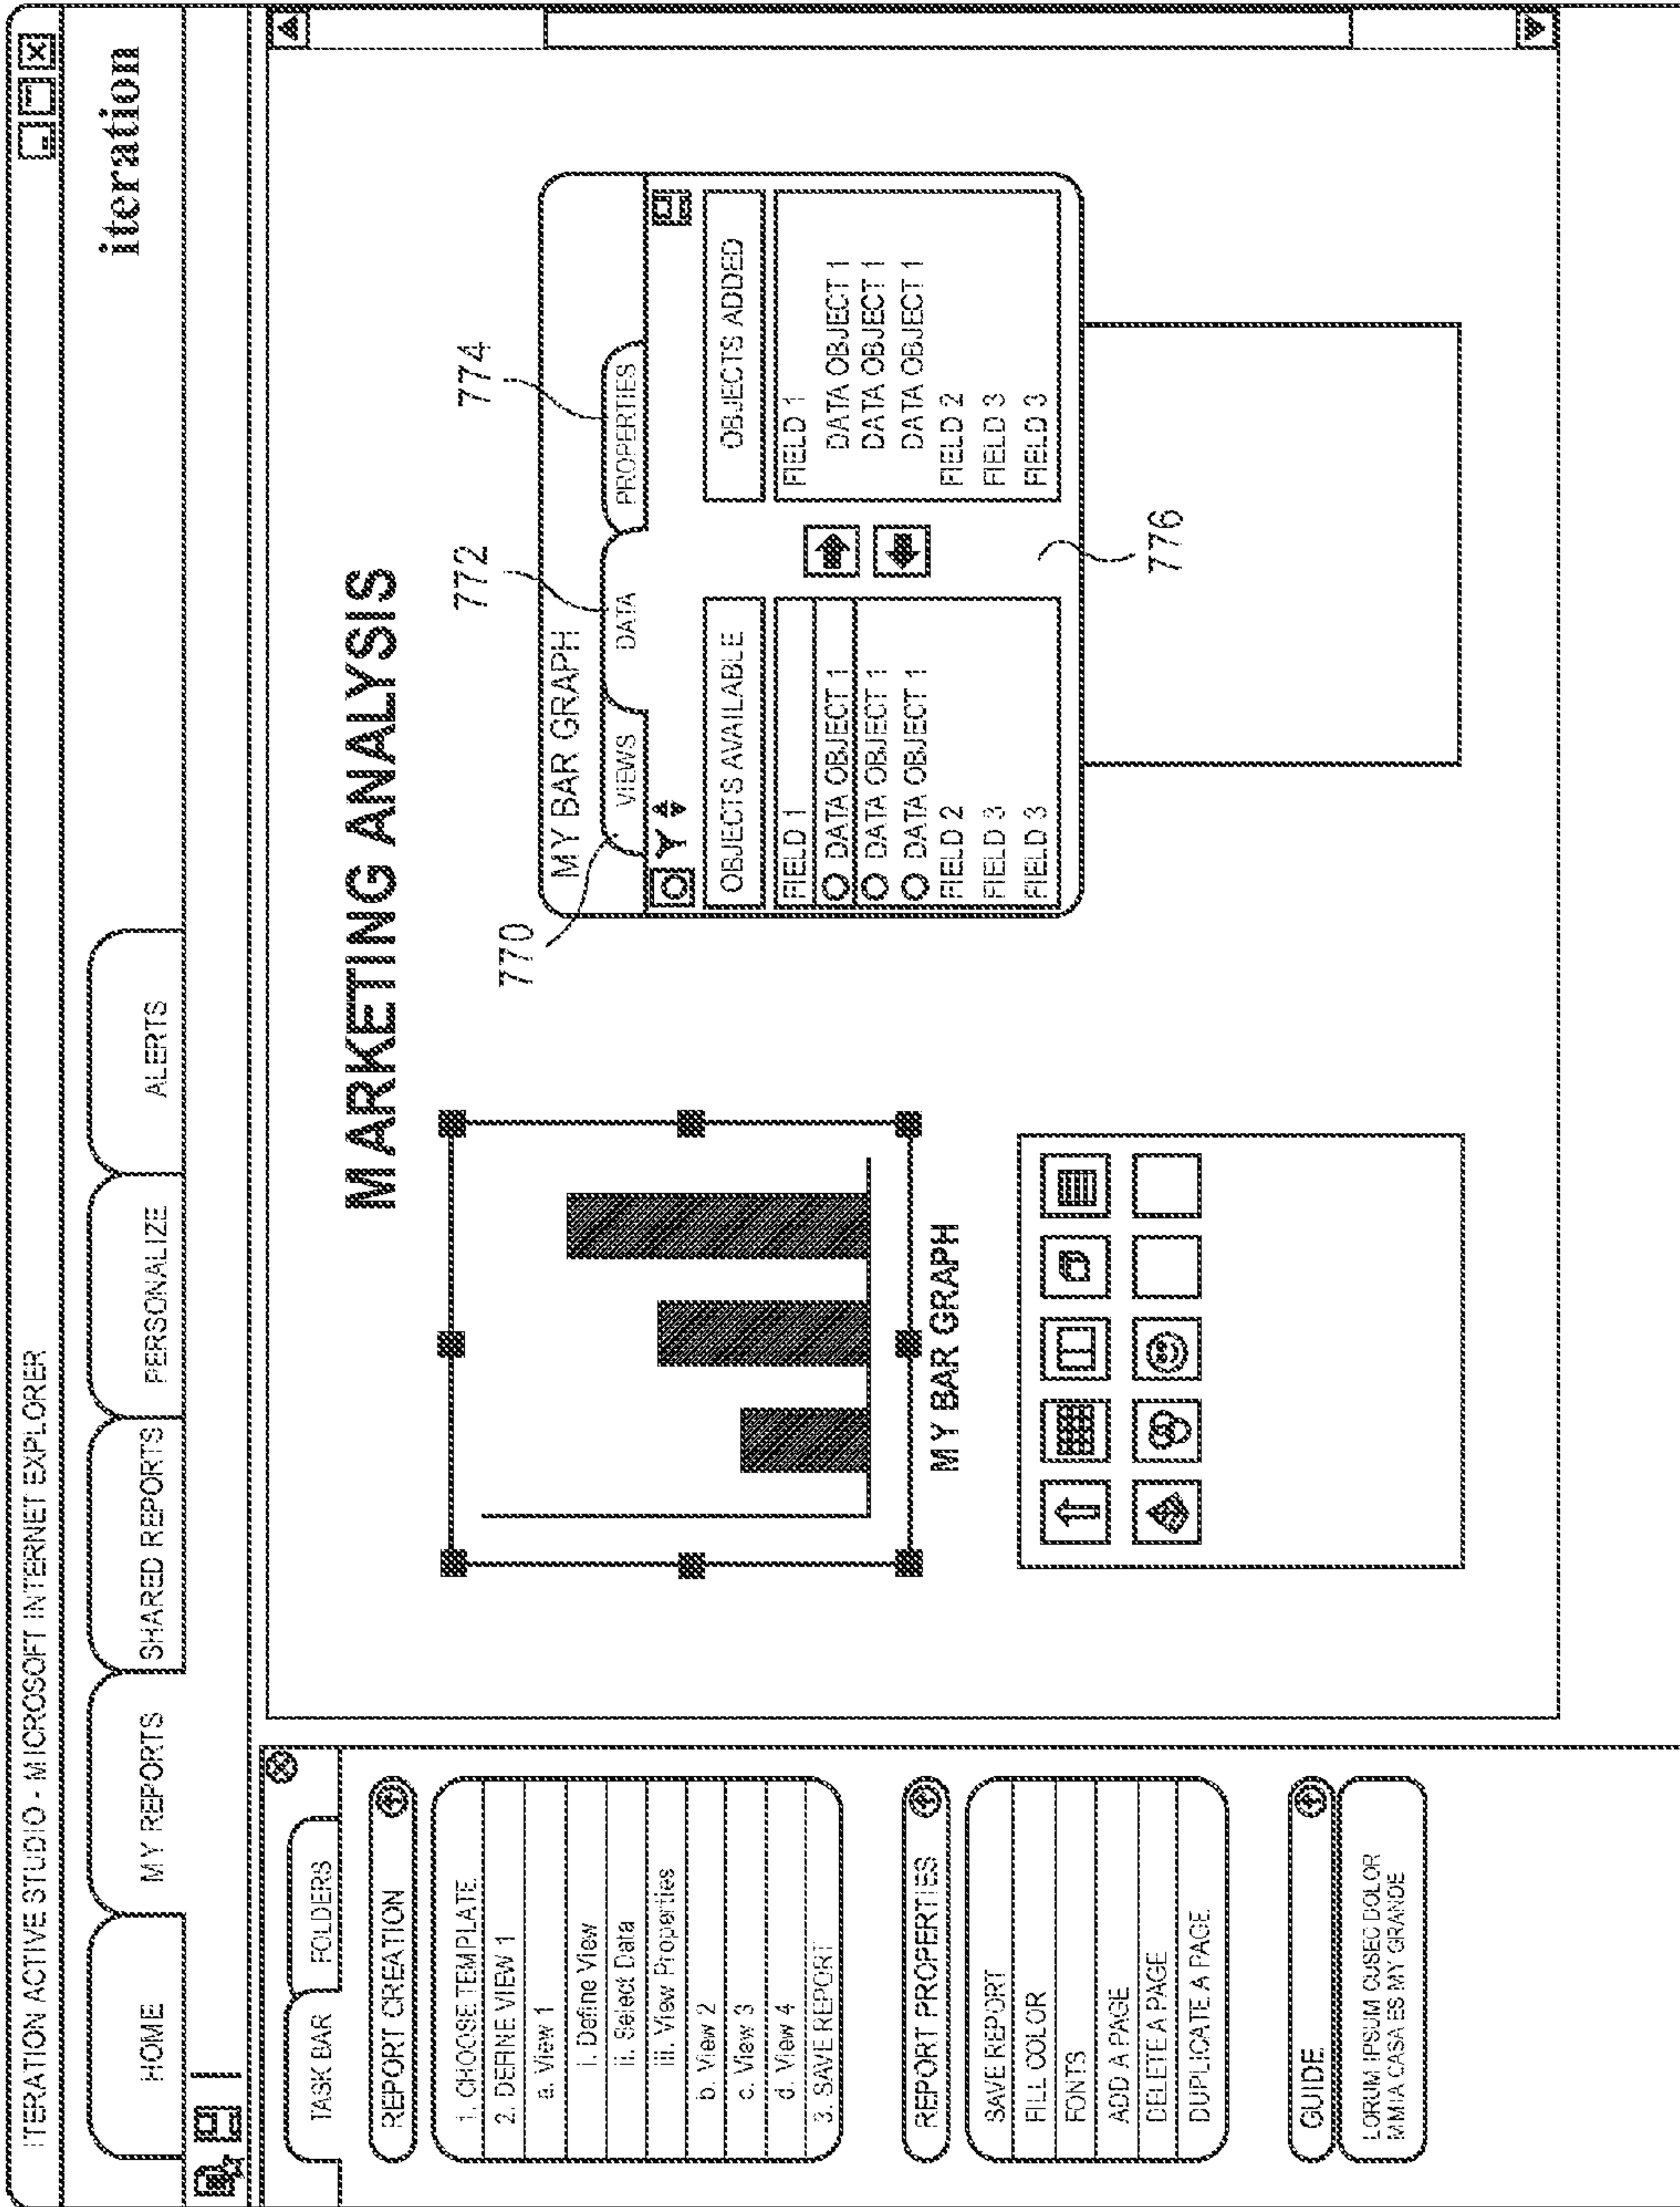 ITERATION ACTIVE STUDIO - MICROSOFT INTERNET EXPLORER
HOME
MY REPORTS
SHARED REPORTS
PERSONALIZE
ALERTS
iteration
TASK BAR
FOLDERS
REPORT CREATION
1. CHOOSE TEMPLATE
2. DEFINE VIEW 1
a. View 1
i. Define View
ii. Select Data
iii. View Properties
b. View 2
c. View 3
d. View 4
3. SAVE REPORT
REPORT PROPERTIES
SAVE REPORT
FILL COLOR
FONTS
ADD A PAGE
DELETE A PAGE
DUPLICATE A PAGE
GUIDE
LORUM IPSUM CUSEC DOLOR
MMIA CASA ES MY GRANDE
MARKETING ANALYSIS
MY BAR GRAPH
770
772
774
MY BAR GRAPH
VIEWS
DATA
PROPERTIES
OBJECTS AVAILABLE
FIELD 1
DATA OBJECT 1
DATA OBJECT 1
DATA OBJECT 1
FIELD 2
FIELD 3
FIELD 3
OBJECTS ADDED
FIELD 1
DATA OBJECT 1
DATA OBJECT 1
DATA OBJECT 1
FIELD 2
FIELD 3
FIELD 3
776